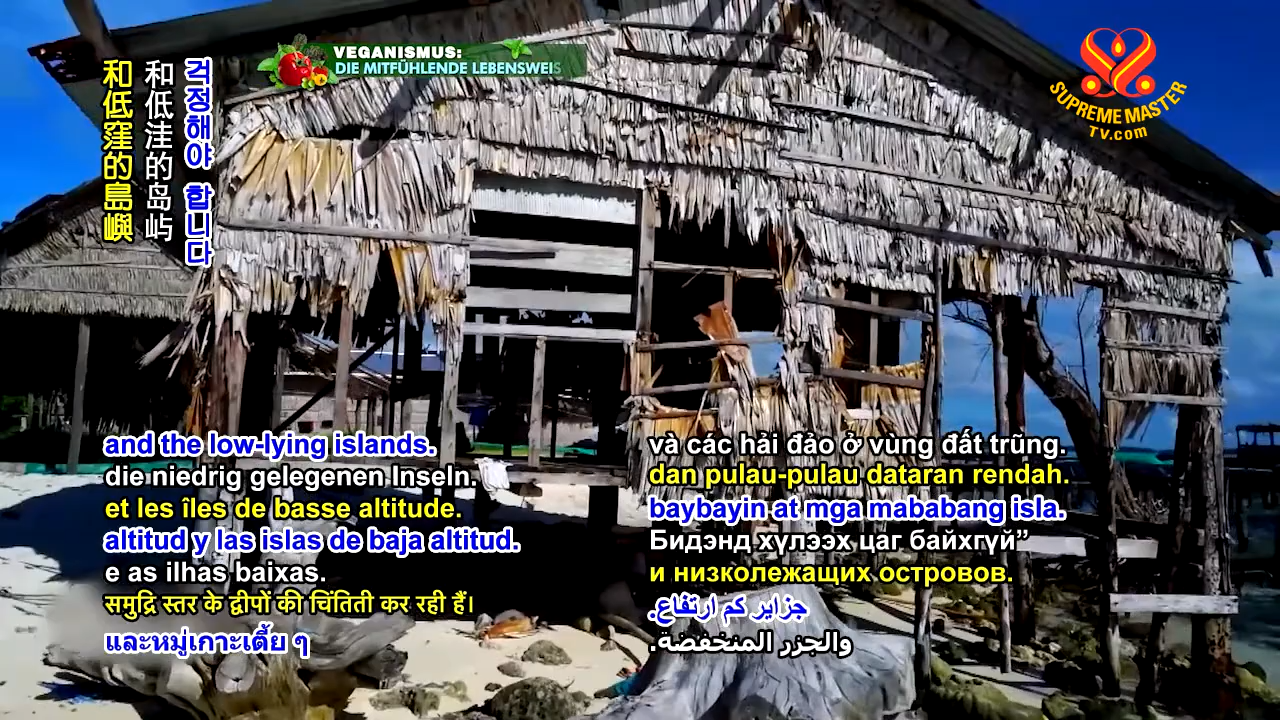 VEGANISMUS:
DIE MITFÜHLENDE LEBENSWEIS
SUPREME MASTER
TV.com
和低窪的島嶼
和低洼的岛屿
걱정해야 합니다
and the low-lying islands.
die niedrig gelegenen Inseln.
et les îles de basse altitude.
altitud y las islas de baja altitud.
e as ilhas baixas.
समुद्रि स्तर के द्वीपों की चिंतिती कर रही हैं।
และหมู่เกาะเตี้ย ๆ
và các hải đảo ở vùng đất trũng.
dan pulau-pulau dataran rendah.
baybayin at mga mababang isla.
Бидэнд хүлээх цаг байхгүй”
и низколежащих островов.
جزایر کم ارتفاع.
والجزر المنخفضة.